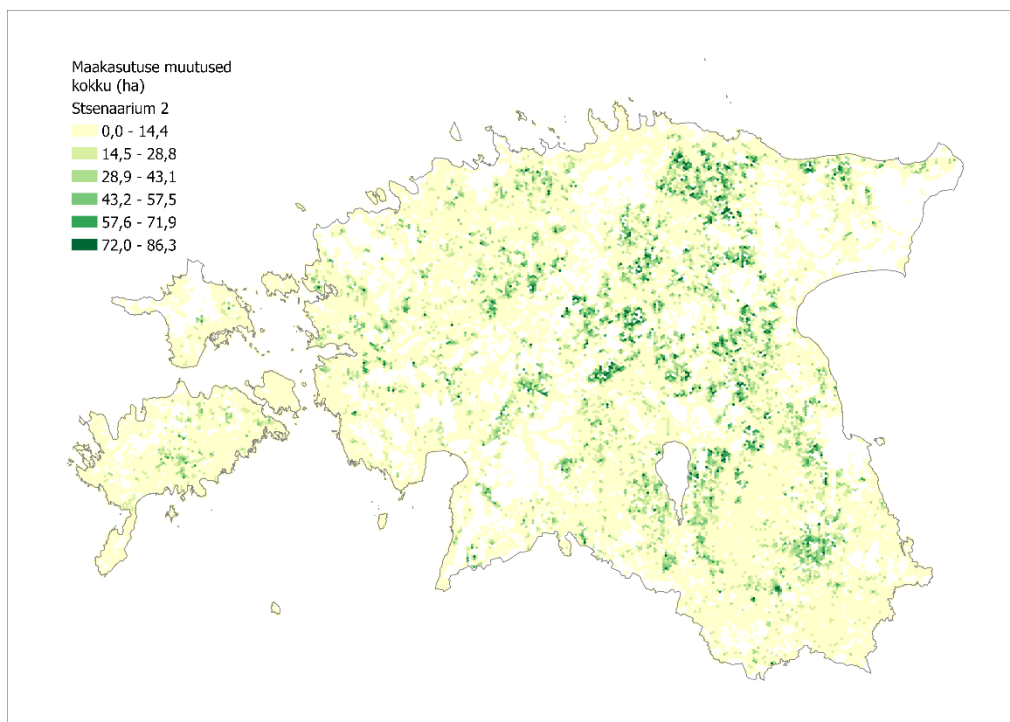 Maakasutuse muutused
kokku (ha)
Stsenaarium 2
0,0 - 14,4
14,5 - 28,8
28,9 - 43,1
43,2 - 57,5
57,6 - 71,9
72,0 - 86,3